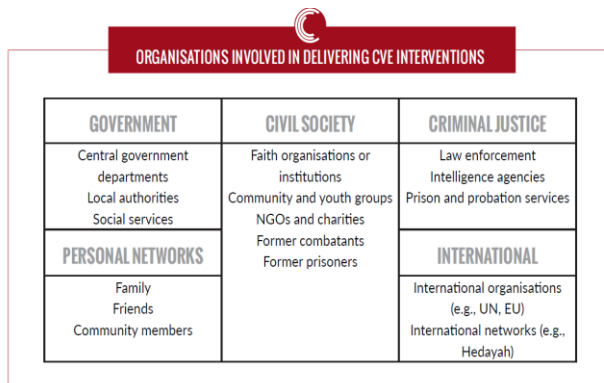 ORGANISATIONS INVOLVED IN DELIVERING CVE INTERVENTIONS
GOVERNMENT
Central government
departments
Local authorities
Social services
PERSONAL NETWORKS
Family
Friends
Community members
CIVIL SOCIETY
Faith organisations or
institutions
Community and youth groups
NGOs and charities
Former combatants
Former prisoners
CRIMINAL JUSTICE
Law enforcement
Intelligence agencies
Prison and probation services
INTERNATIONAL
International organisations
(e.g., UN, EU)
International networks (e.g.,
Hedayah)